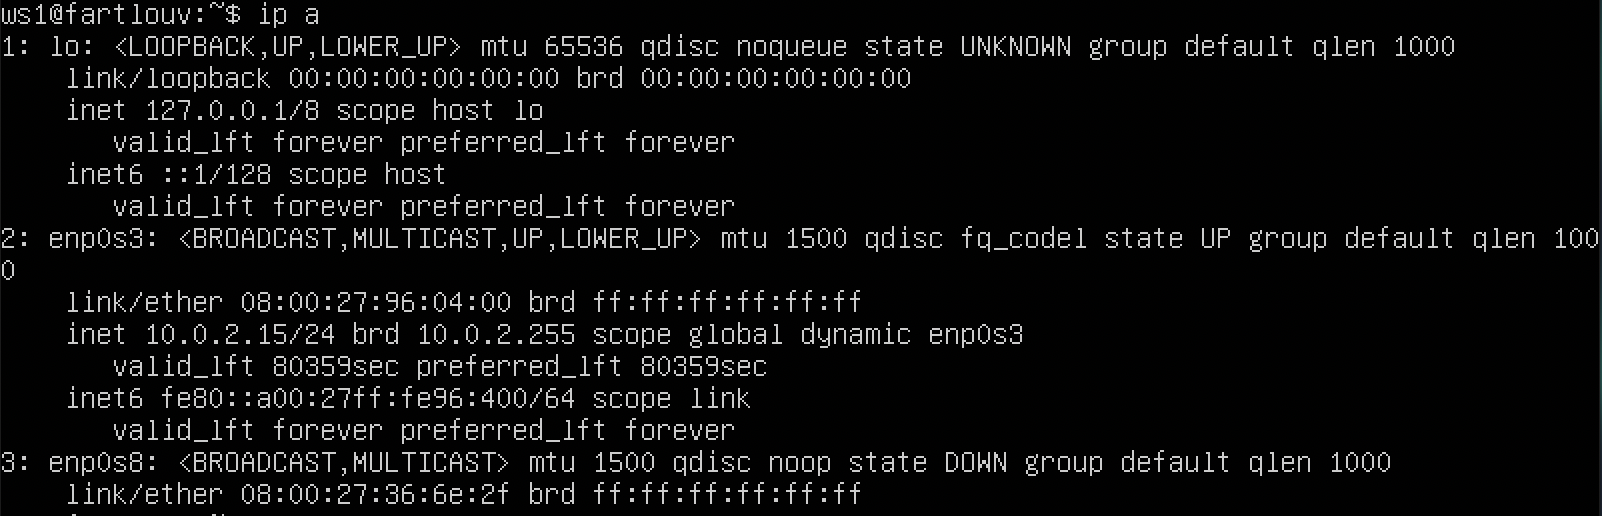 ws1@fartlouv:~$ ip a
1: lo: <LOOPBACK,UP,LOWER_UP> mtu 65536 qdisc noqueue state UNKNOWN group default qlen 1000
    link/loopback 00:00:00:00:00:00 brd 00:00:00:00:00:00
    inet 127.0.0.1/8 scope host lo
       valid_lft forever preferred_lft forever
    inet6 ::1/128 scope host
       valid_lft forever preferred_lft forever
2: enp0s3: <BROADCAST,MULTICAST,UP,LOWER_UP> mtu 1500 qdisc fq_codel state UP group default qlen 100
0
    link/ether 08:00:27:96:04:00 brd ff:ff:ff:ff:ff:ff
    inet 10.0.2.15/24 brd 10.0.2.255 scope global dynamic enp0s3
       valid_lft 80359sec preferred_lft 80359sec
    inet6 fe80::a00:27ff:fe96:400/64 scope link
       valid_lft forever preferred_lft forever
3: enp0s8: <BROADCAST,MULTICAST> mtu 1500 qdisc noop state DOWN group default qlen 1000
    link/ether 08:00:27:36:6e:2f brd ff:ff:ff:ff:ff:ff